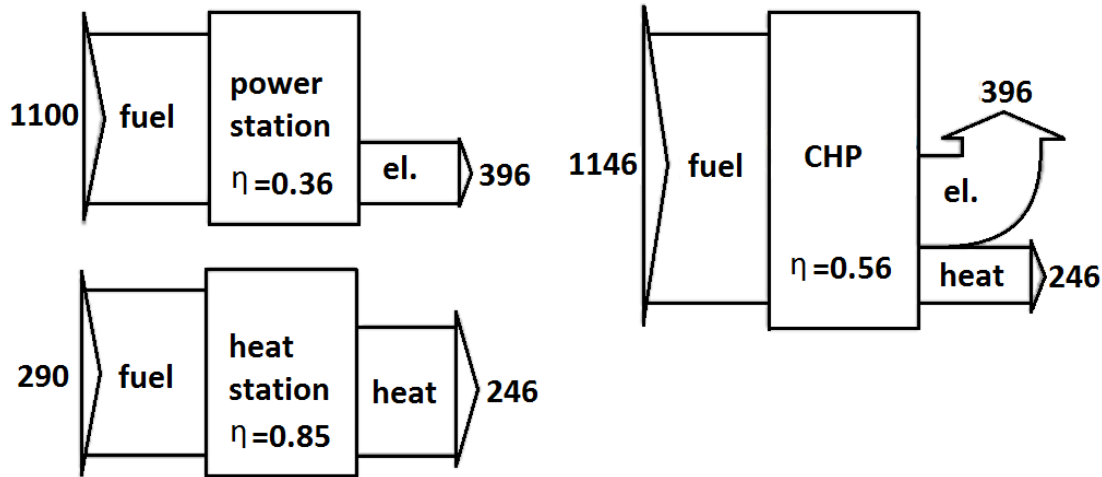 1100
fuel
power
station
η=0.36
el.
396
290
fuel
heat
station
η=0.85
heat
246
1146
fuel
CHP
η=0.56
396
el.
heat
246